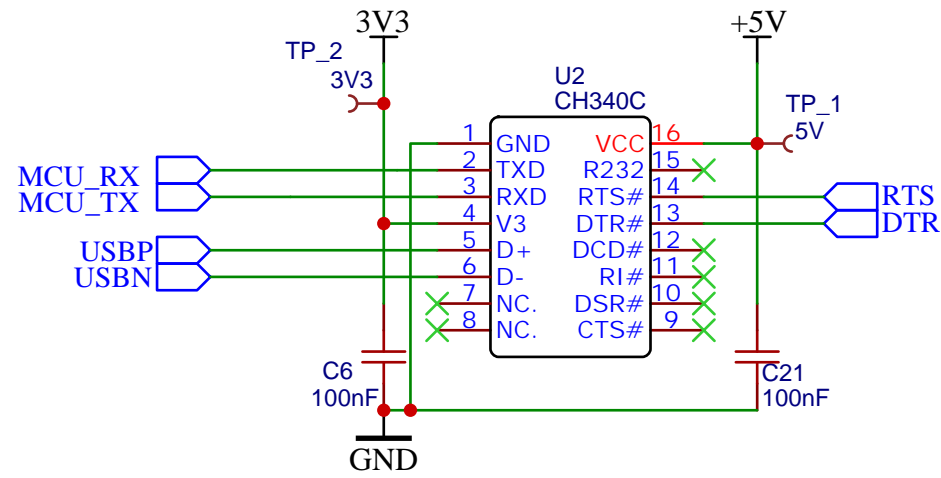 3V3
+5V
TP_2
3V3
U2
CH340C
TP_1
5V
1 GND VCC 16
2 TXD R232 15
3 RXD RTS# 14
4 V3 DTR# 13
5 D+ DCD# 12
6 D- RI# 11
7 NC. DSR# 10
8 NC. CTS# 9
MCU_RX
MCU_TX
USBP
USBN
RTS
DTR
C6
100nF
C21
100nF
GND